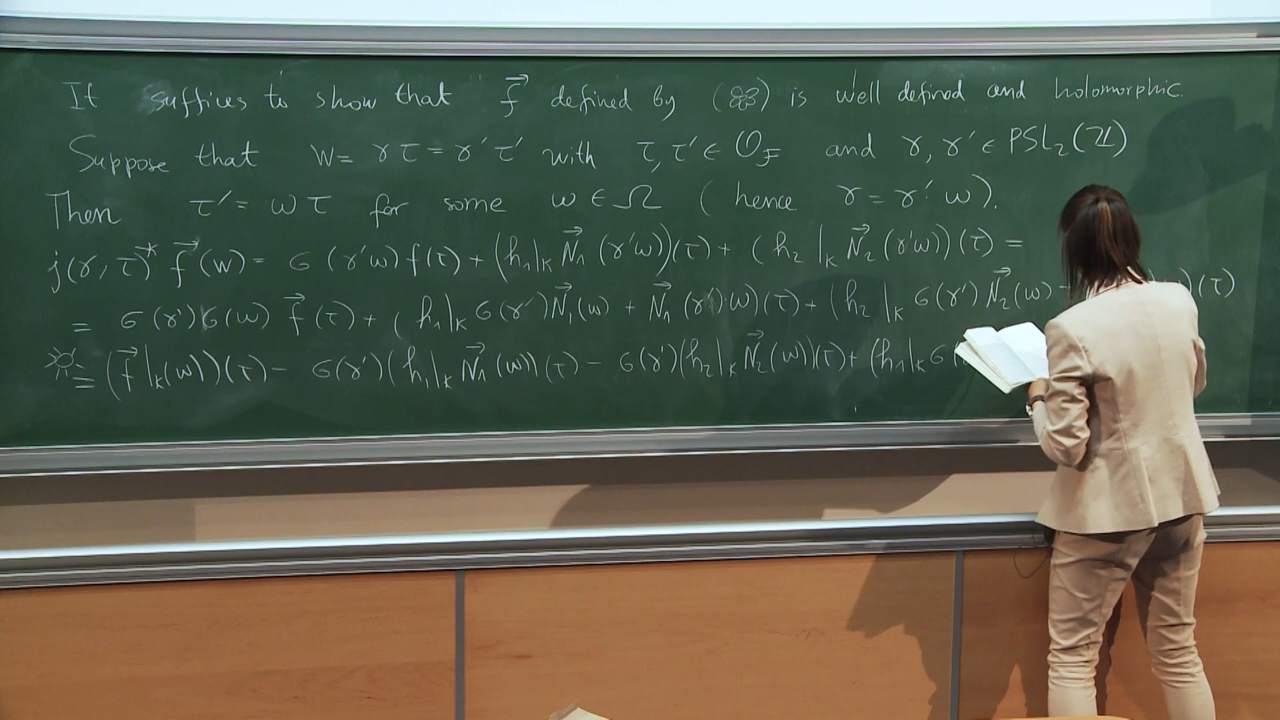 It suffices to show that f⃗ defined by (❀) is well defined and holomorphic.
Suppose that w = γτ = γ'τ' with τ, τ' ∈ O_F and γ, γ' ∈ PSL₂(ℤ)
Then τ' = ωτ for some ω ∈ Ω (hence γ = γ' ω).
j(γ, τ)* f⃗(w) = σ(γ'ω) f(τ) + (h₁|_K N⃗₁(γ'ω))(τ) + (h₂|_K N⃗₂(γ'ω))(τ) =
= σ(γ')σ(ω) f⃗(τ) + (h₁|_K σ(γ')N⃗₁(ω) + N⃗₁(γ')·ω)(τ) + (h₂|_K σ(γ') N⃗₂(ω) )(τ)
☼ = (f⃗|_K(ω))(τ) - σ(γ')(h₁|_K N⃗₁(ω))(τ) - σ(γ')(h₂|_K N⃗₂(ω))(τ) + (h₁|_K σ